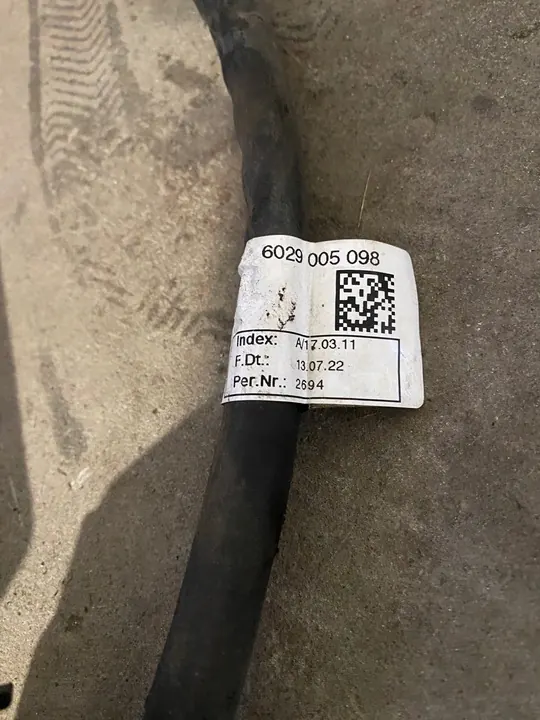 6029 005 098
Index: A/17.03.11
F.Dt.: 13.07.22
Per.Nr.: 2694